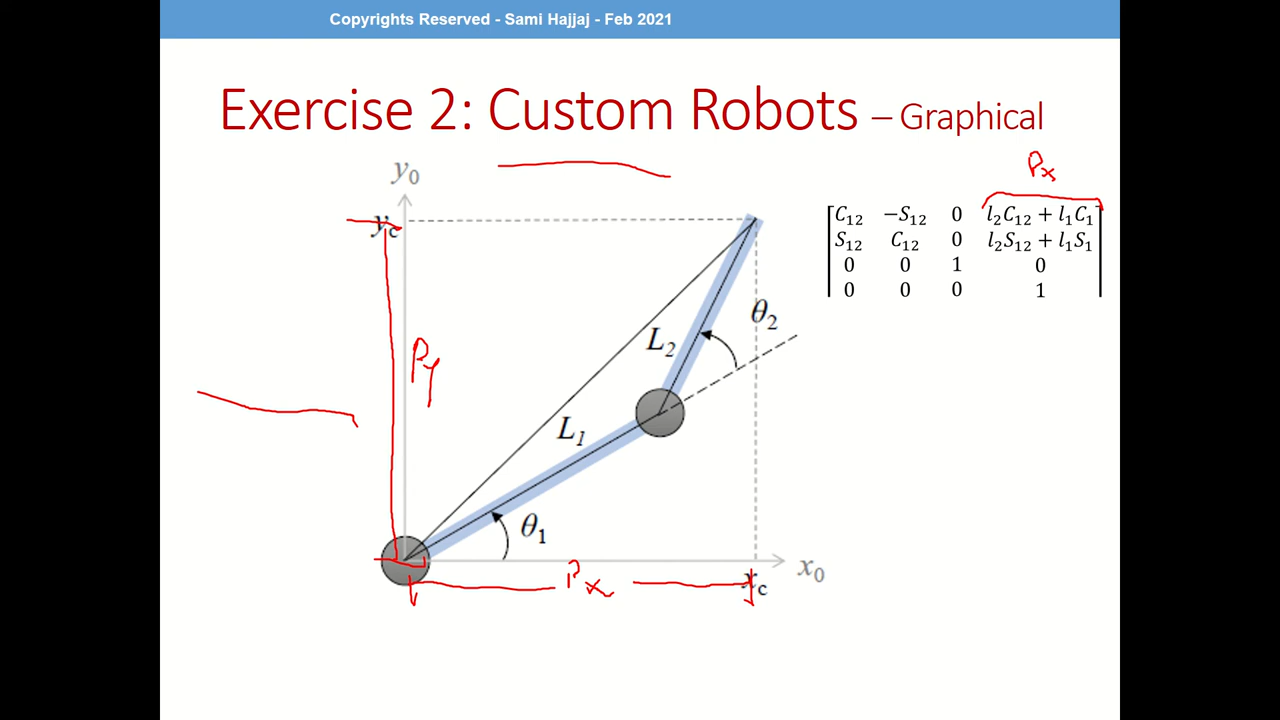 Copyrights Reserved - Sami Hajjaj - Feb 2021
Exercise 2: Custom Robots – Graphical
Px
y0
yc
C12 −S12 0 l2C12 + l1C1
S12 C12 0 l2S12 + l1S1
0 0 1 0
0 0 0 1
θ2
L2
Py
L1
θ1
Px
xc
x0